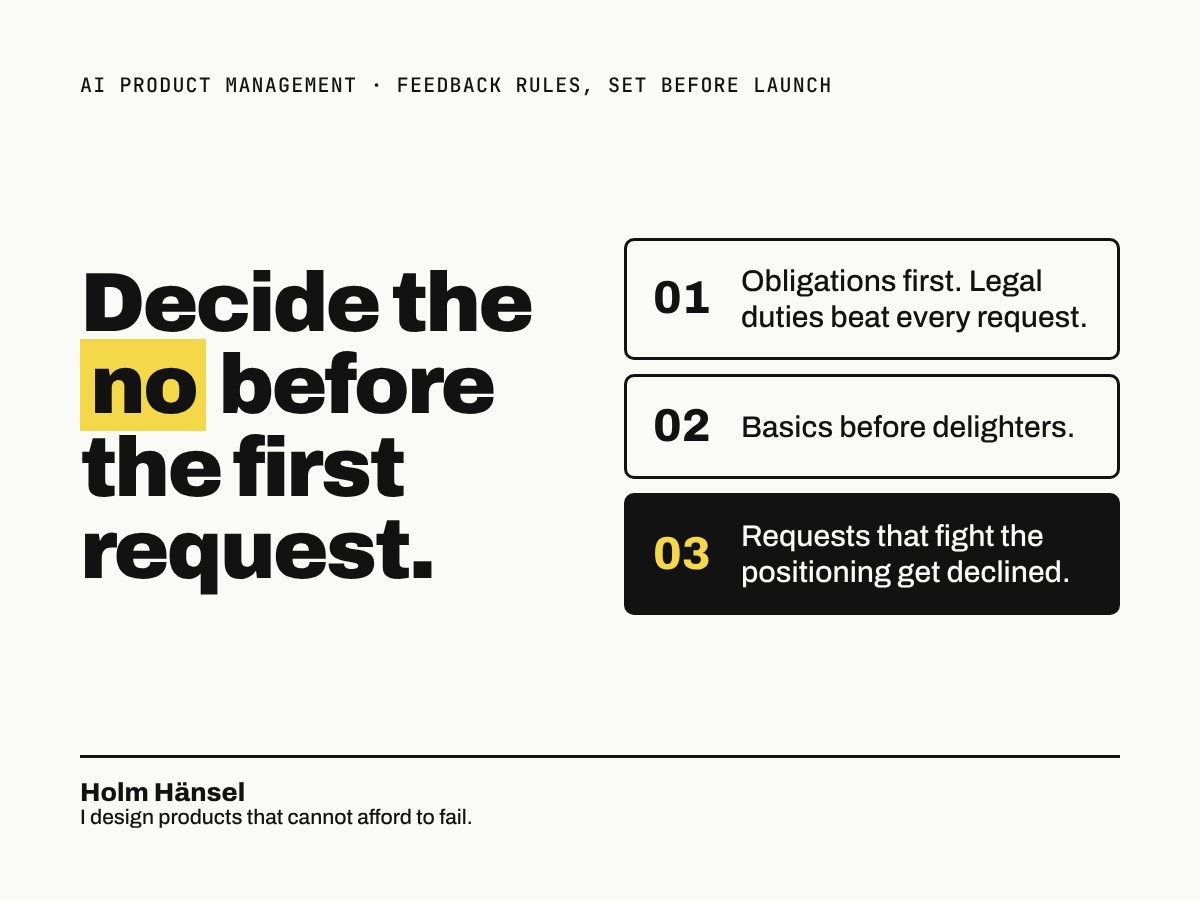 AI PRODUCT MANAGEMENT · FEEDBACK RULES, SET BEFORE LAUNCH
Decide the
no before
the first
request.
01
Obligations first. Legal
duties beat every request.
02
Basics before delighters.
03
Requests that fight the
positioning get declined.
Holm Hänsel
I design products that cannot afford to fail.